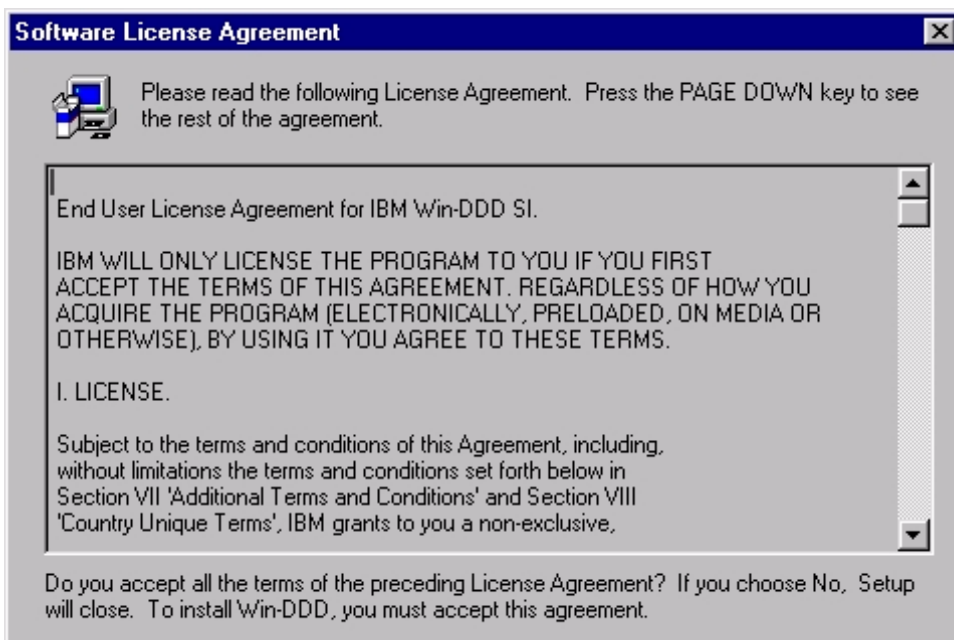 Software License Agreement
Please read the following License Agreement. Press the PAGE DOWN key to see
the rest of the agreement.
End User License Agreement for IBM Win-DDD SI.
IBM WILL ONLY LICENSE THE PROGRAM TO YOU IF YOU FIRST
ACCEPT THE TERMS OF THIS AGREEMENT. REGARDLESS OF HOW YOU
ACQUIRE THE PROGRAM (ELECTRONICALLY, PRELOADED, ON MEDIA OR
OTHERWISE), BY USING IT YOU AGREE TO THESE TERMS.
I. LICENSE.
Subject to the terms and conditions of this Agreement, including,
without limitations the terms and conditions set forth below in
Section VII 'Additional Terms and Conditions' and Section VIII
'Country Unique Terms', IBM grants to you a non-exclusive,
Do you accept all the terms of the preceding License Agreement? If you choose No, Setup
will close. To install Win-DDD, you must accept this agreement.